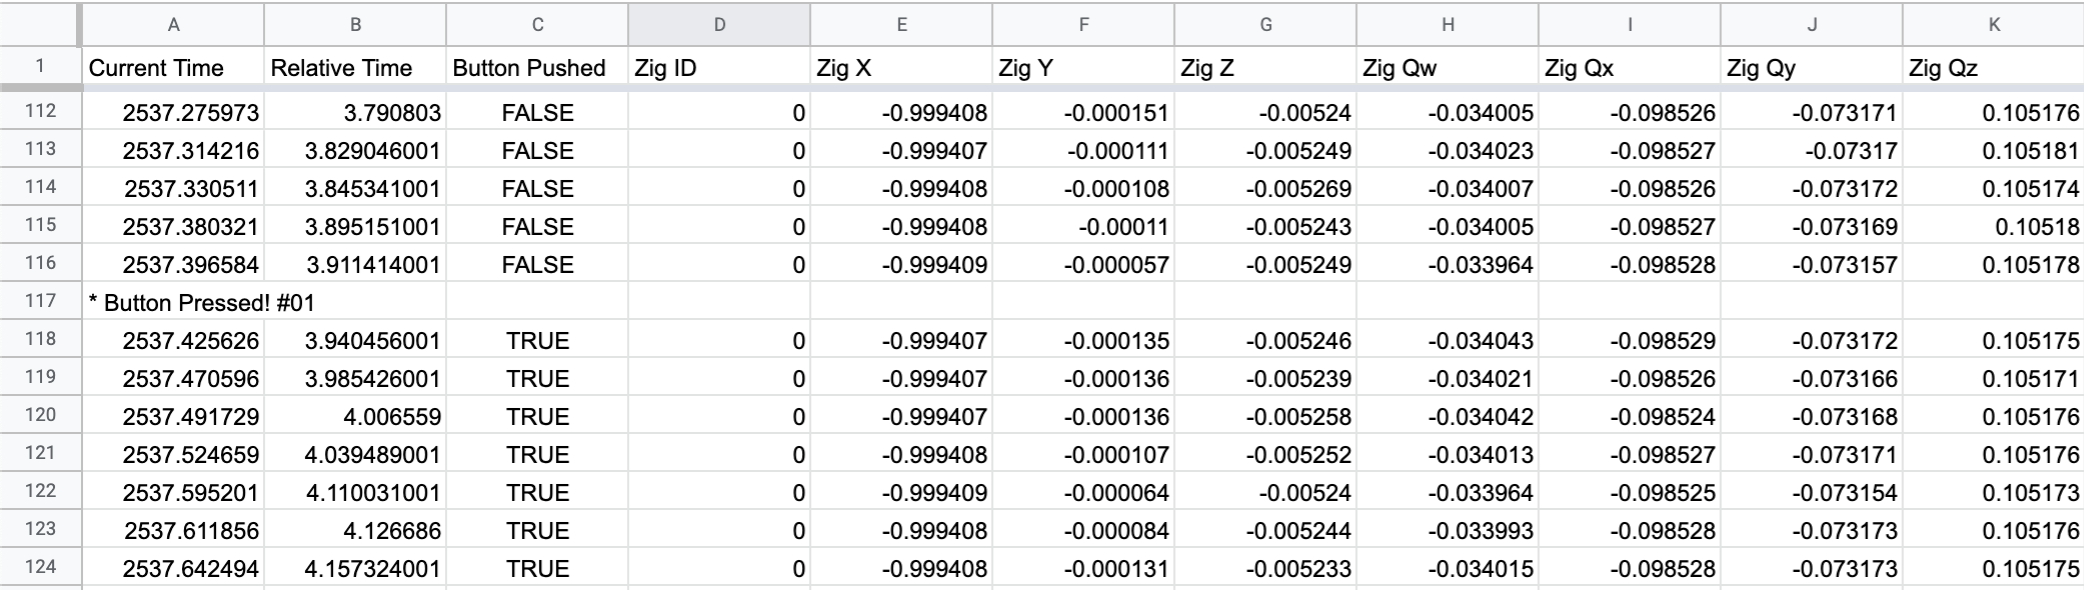 A B C D E F G H I J K
1 Current Time Relative Time Button Pushed Zig ID Zig X Zig Y Zig Z Zig Qw Zig Qx Zig Qy Zig Qz
112 2537.275973 3.790803 FALSE 0 -0.999408 -0.000151 -0.00524 -0.034005 -0.098526 -0.073171 0.105176
113 2537.314216 3.829046001 FALSE 0 -0.999407 -0.000111 -0.005249 -0.034023 -0.098527 -0.07317 0.105181
114 2537.330511 3.845341001 FALSE 0 -0.999408 -0.000108 -0.005269 -0.034007 -0.098526 -0.073172 0.105174
115 2537.380321 3.895151001 FALSE 0 -0.999408 -0.00011 -0.005243 -0.034005 -0.098527 -0.073169 0.10518
116 2537.396584 3.911414001 FALSE 0 -0.999409 -0.000057 -0.005249 -0.033964 -0.098528 -0.073157 0.105178
117 * Button Pressed! #01
118 2537.425626 3.940456001 TRUE 0 -0.999407 -0.000135 -0.005246 -0.034043 -0.098529 -0.073172 0.105175
119 2537.470596 3.985426001 TRUE 0 -0.999407 -0.000136 -0.005239 -0.034021 -0.098526 -0.073166 0.105171
120 2537.491729 4.006559 TRUE 0 -0.999407 -0.000136 -0.005258 -0.034042 -0.098524 -0.073168 0.105176
121 2537.524659 4.039489001 TRUE 0 -0.999408 -0.000107 -0.005252 -0.034013 -0.098527 -0.073171 0.105176
122 2537.595201 4.110031001 TRUE 0 -0.999409 -0.000064 -0.00524 -0.033964 -0.098525 -0.073154 0.105173
123 2537.611856 4.126686 TRUE 0 -0.999408 -0.000084 -0.005244 -0.033993 -0.098528 -0.073173 0.105176
124 2537.642494 4.157324001 TRUE 0 -0.999408 -0.000131 -0.005233 -0.034015 -0.098528 -0.073173 0.105175